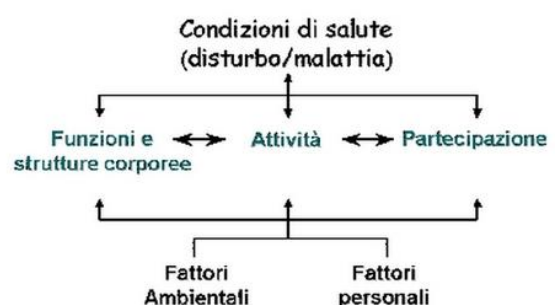 Condizioni di salute
(disturbo/malattia)
Funzioni e
strutture corporee
Attività
Partecipazione
Fattori
Ambientali
Fattori
personali